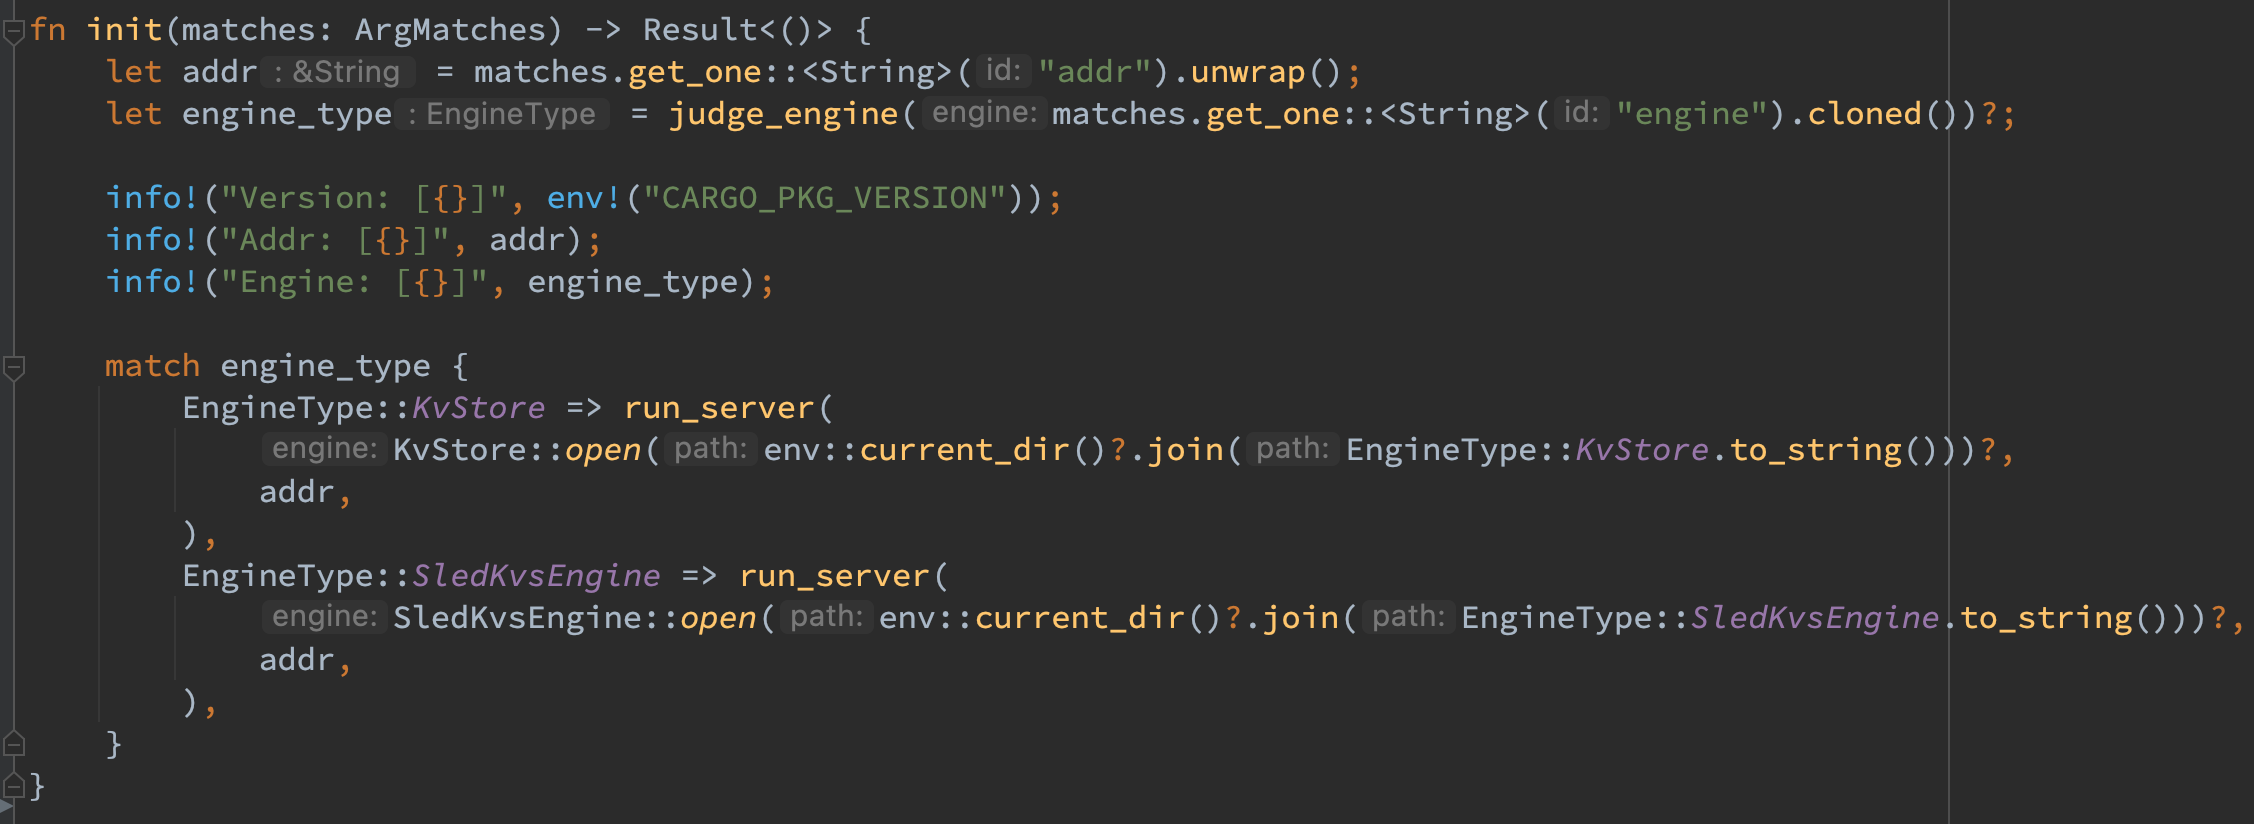 fn init(matches: ArgMatches) -> Result<()> {
    let addr : &String = matches.get_one::<String>( id: "addr").unwrap();
    let engine_type : EngineType = judge_engine( engine: matches.get_one::<String>( id: "engine").cloned())?;

    info!("Version: [{}]", env!("CARGO_PKG_VERSION"));
    info!("Addr: [{}]", addr);
    info!("Engine: [{}]", engine_type);

    match engine_type {
        EngineType::KvStore => run_server(
            engine: KvStore::open( path: env::current_dir()?.join( path: EngineType::KvStore.to_string()))?,
            addr,
        ),
        EngineType::SledKvsEngine => run_server(
            engine: SledKvsEngine::open( path: env::current_dir()?.join( path: EngineType::SledKvsEngine.to_string()))?,
            addr,
        ),
    }
}